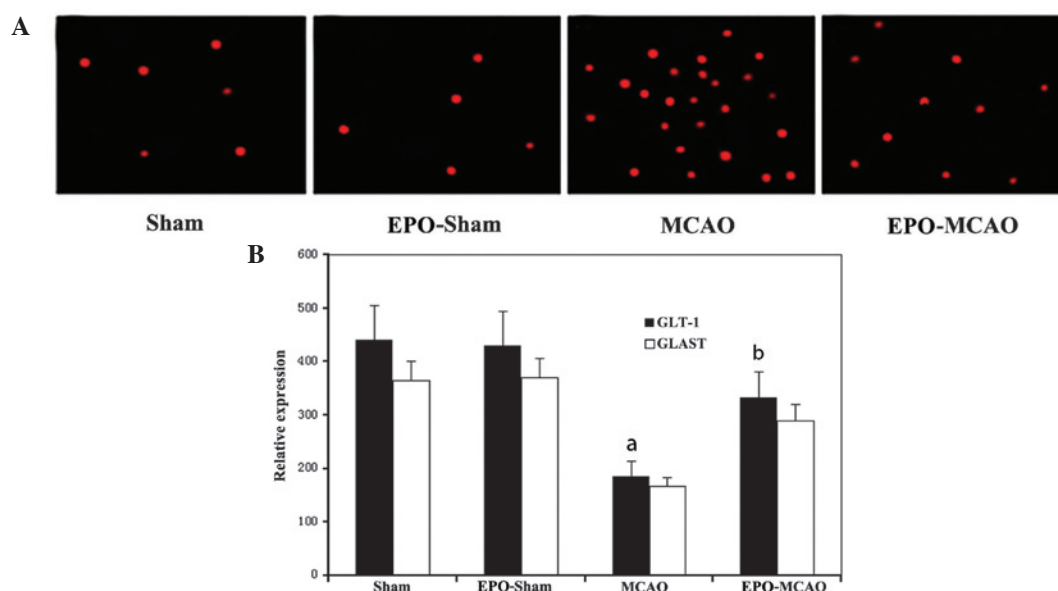 A
Sham
EPO-Sham
MCAO
EPO-MCAO
B
600
500
400
300
200
100
0
Relative expression
GLT-1
GLAST
a
b
Sham
EPO-Sham
MCAO
EPO-MCAO